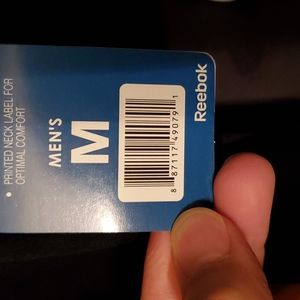 • PRINTED NECK LABEL FOR
OPTIMAL COMFORT
MEN'S
M
8 87117 49079 1
Reebok